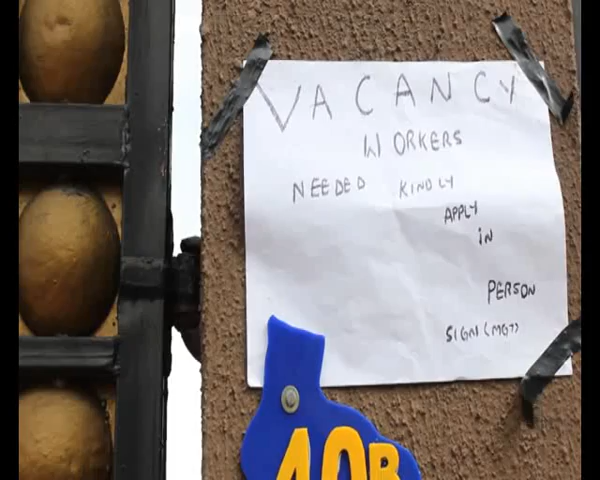 VACANCY
WORKERS
NEEDED KINDLY
APPLY
IN
PERSON
SIGN (MGT)
40B